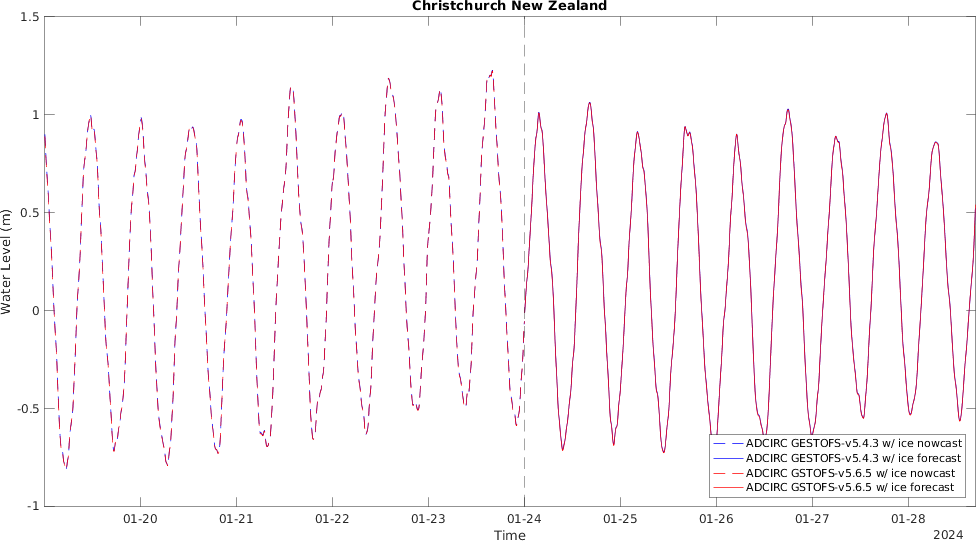 Christchurch New Zealand
1.5
1
0.5
0
-0.5
-1
Water Level (m)
ADCIRC GESTOFS-v5.4.3 w/ ice nowcast
ADCIRC GESTOFS-v5.4.3 w/ ice forecast
ADCIRC GSTOFS-v5.6.5 w/ ice nowcast
ADCIRC GSTOFS-v5.6.5 w/ ice forecast
01-20 01-21 01-22 01-23 01-24 01-25 01-26 01-27 01-28
Time
2024